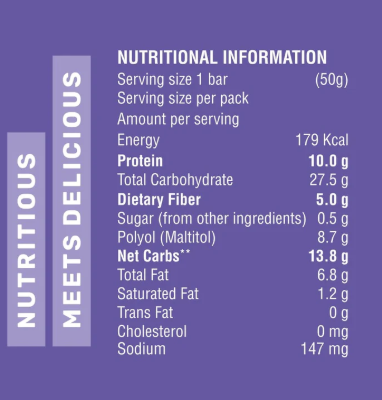 NUTRITIOUS
MEETS DELICIOUS
NUTRITIONAL INFORMATION
Serving size 1 bar (50g)
Serving size per pack
Amount per serving
Energy 179 Kcal
Protein 10.0 g
Total Carbohydrate 27.5 g
Dietary Fiber 5.0 g
Sugar (from other ingredients) 0.5 g
Polyol (Maltitol) 8.7 g
Net Carbs** 13.8 g
Total Fat 6.8 g
Saturated Fat 1.2 g
Trans Fat 0 g
Cholesterol 0 mg
Sodium 147 mg